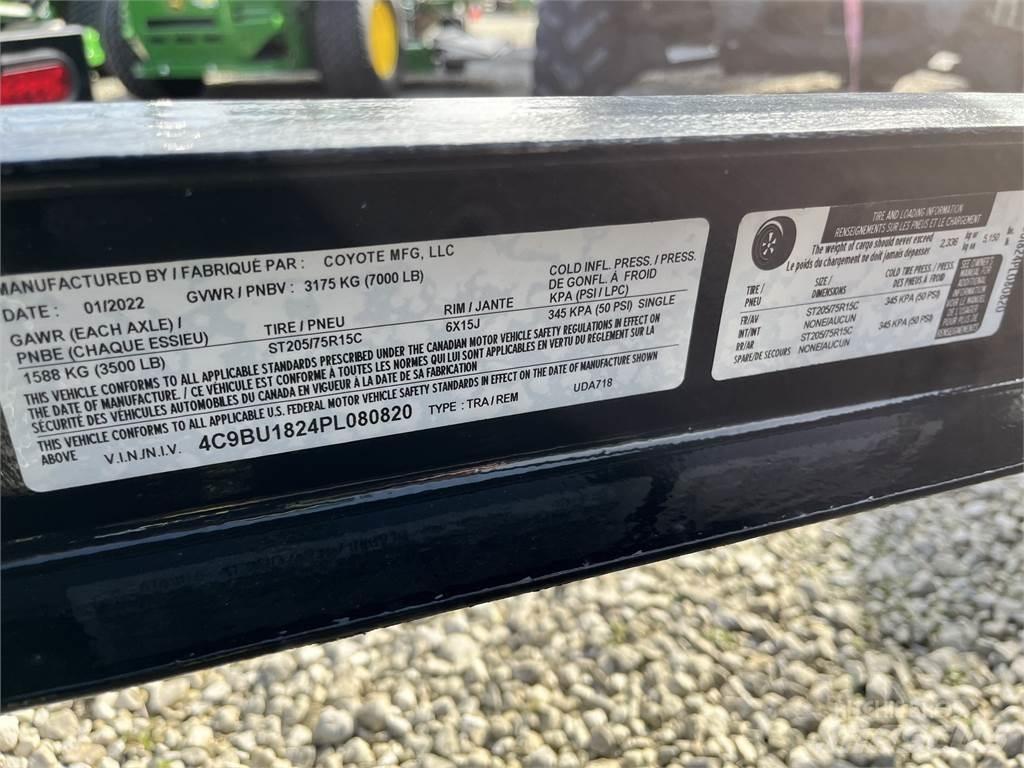 MANUFACTURED BY / FABRIQUÉ PAR : COYOTE MFG, LLC
DATE : 01/2022 GVWR / PNBV : 3175 KG (7000 LB)
GAWR (EACH AXLE) / TIRE / PNEU RIM / JANTE COLD INFL. PRESS. / PRESS. DE GONFL. À FROID
PNBE (CHAQUE ESSIEU) KPA (PSI / LPC)
1588 KG (3500 LB) ST205/75R15C 6X15J 345 KPA (50 PSI) SINGLE
THIS VEHICLE CONFORMS TO ALL APPLICABLE STANDARDS PRESCRIBED UNDER THE CANADIAN MOTOR VEHICLE SAFETY REGULATIONS IN EFFECT ON
THE DATE OF MANUFACTURE. / CE VÉHICULE EST CONFORME À TOUTES LES NORMES QUI LUI SONT APPLICABLES EN VERTU DU RÈGLEMENT SUR LA
SÉCURITÉ DES VÉHICULES AUTOMOBILES DU CANADA EN VIGUEUR À LA DATE DE SA FABRICATION
THIS VEHICLE CONFORMS TO ALL APPLICABLE U.S. FEDERAL MOTOR VEHICLE SAFETY STANDARDS IN EFFECT ON THE DATE OF MANUFACTURE SHOWN
ABOVE V.I.N./N.I.V. 4C9BU1824PL080820 TYPE : TRA / REM UDA718
TIRE AND LOADING INFORMATION
RENSEIGNEMENTS SUR LES PNEUS ET LE CHARGEMENT
The weight of cargo should never exceed 2,336 kg or 5,150
Le poids du chargement ne doit jamais dépasser
TIRE / PNEU SIZE / DIMENSIONS COLD TIRE PRESS. / PRESS. DES PNEUS À FROID
FR/AV ST205/75R15C 345 KPA (50 PSI)
INT/INT NONE/AUCUN
RR/AR ST205/75R15C 345 KPA (50 PSI)
SPARE/DE SECOURS NONE/AUCUN
SEE OWNER'S
MANUAL FOR
ADDITIONAL
INFORMATION